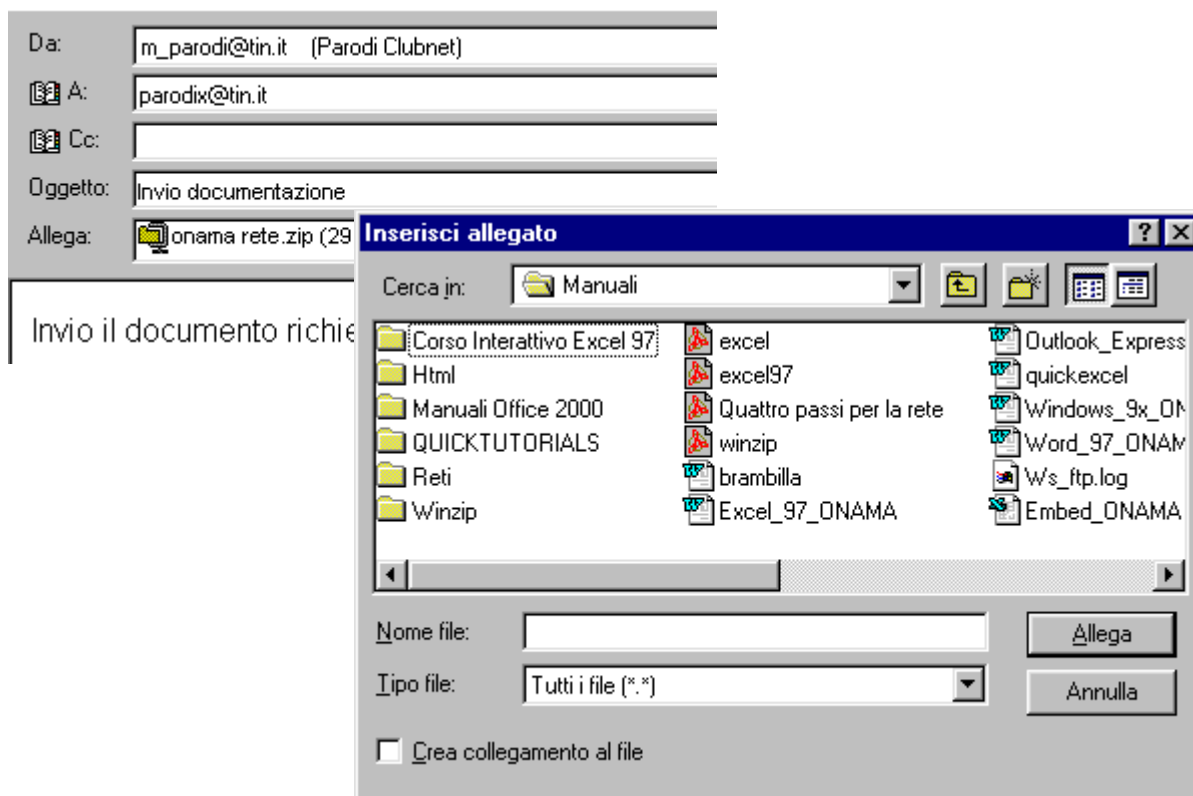 Da: m_parodi@tin.it (Parodi Clubnet)
A: parodix@tin.it
Cc:
Oggetto: Invio documentazione
Allega: onama rete.zip (29
Invio il documento richie
Inserisci allegato
Cerca in: Manuali
Corso Interattivo Excel 97 excel Outlook_Express
Html excel97 quickexcel
Manuali Office 2000 Quattro passi per la rete Windows_9x_ON
QUICKTUTORIALS winzip Word_97_ONAM
Reti brambilla Ws_ftp.log
Winzip Excel_97_ONAMA Embed_ONAMA
Nome file: Allega
Tipo file: Tutti i file (*.*) Annulla
Crea collegamento al file